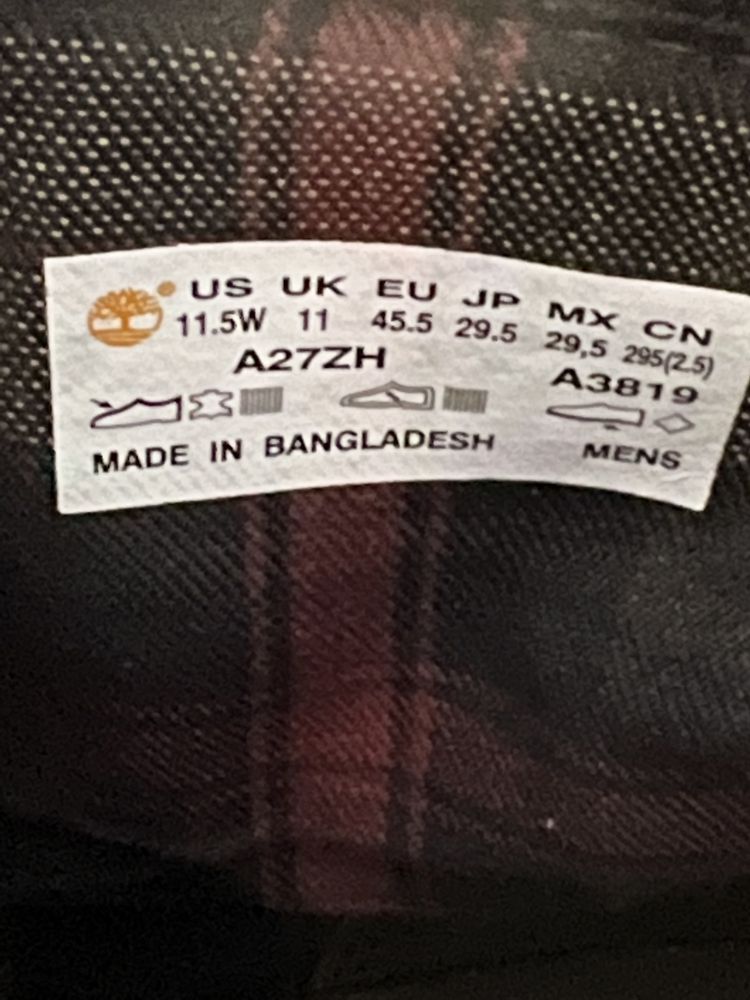 US UK EU JP MX CN
11.5W 11 45.5 29.5 29,5 295(2.5)
A27ZH A3819
MADE IN BANGLADESH MENS